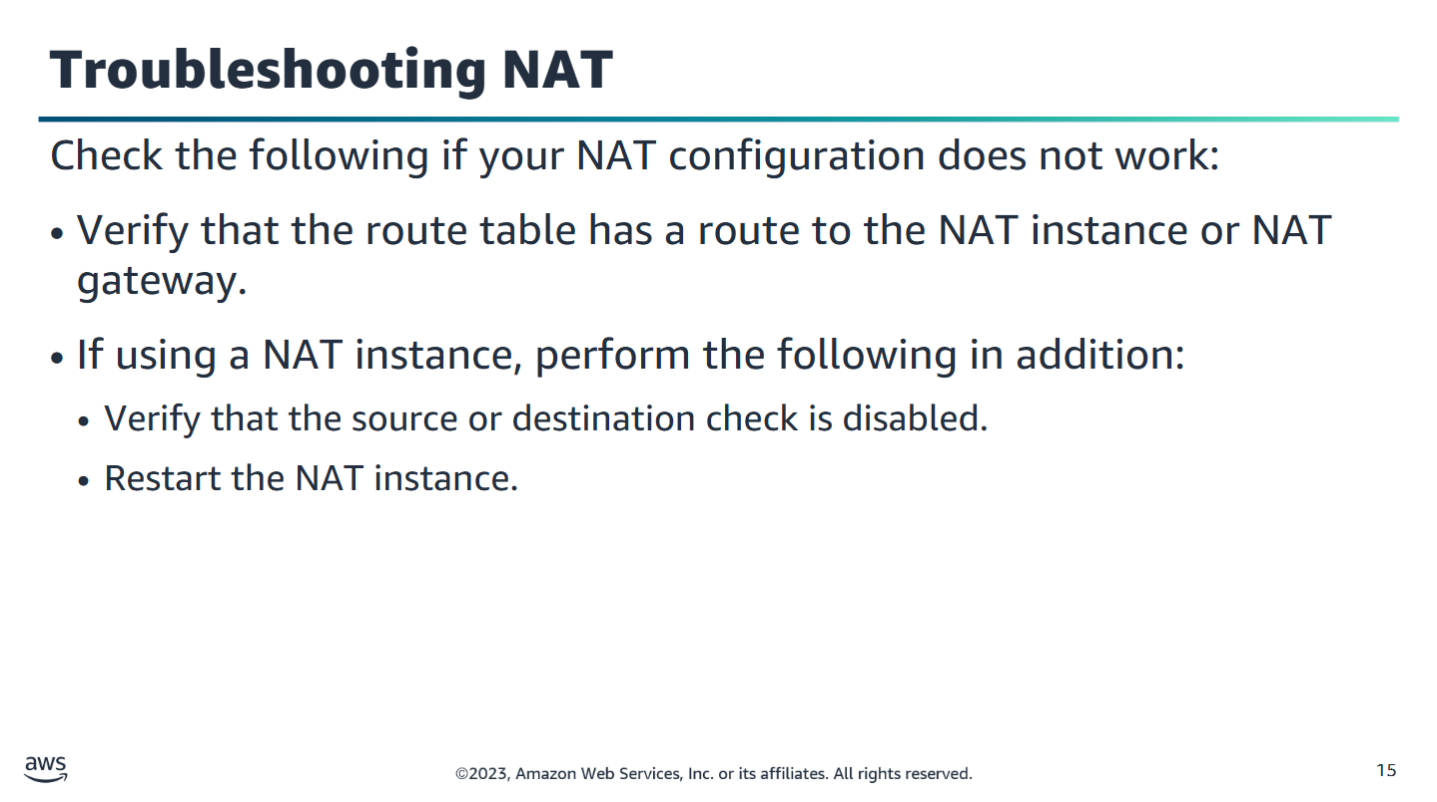 Troubleshooting NAT
Check the following if your NAT configuration does not work:
• Verify that the route table has a route to the NAT instance or NAT
gateway.
• If using a NAT instance, perform the following in addition:
• Verify that the source or destination check is disabled.
• Restart the NAT instance.
aws
©2023, Amazon Web Services, Inc. or its affiliates. All rights reserved.
15